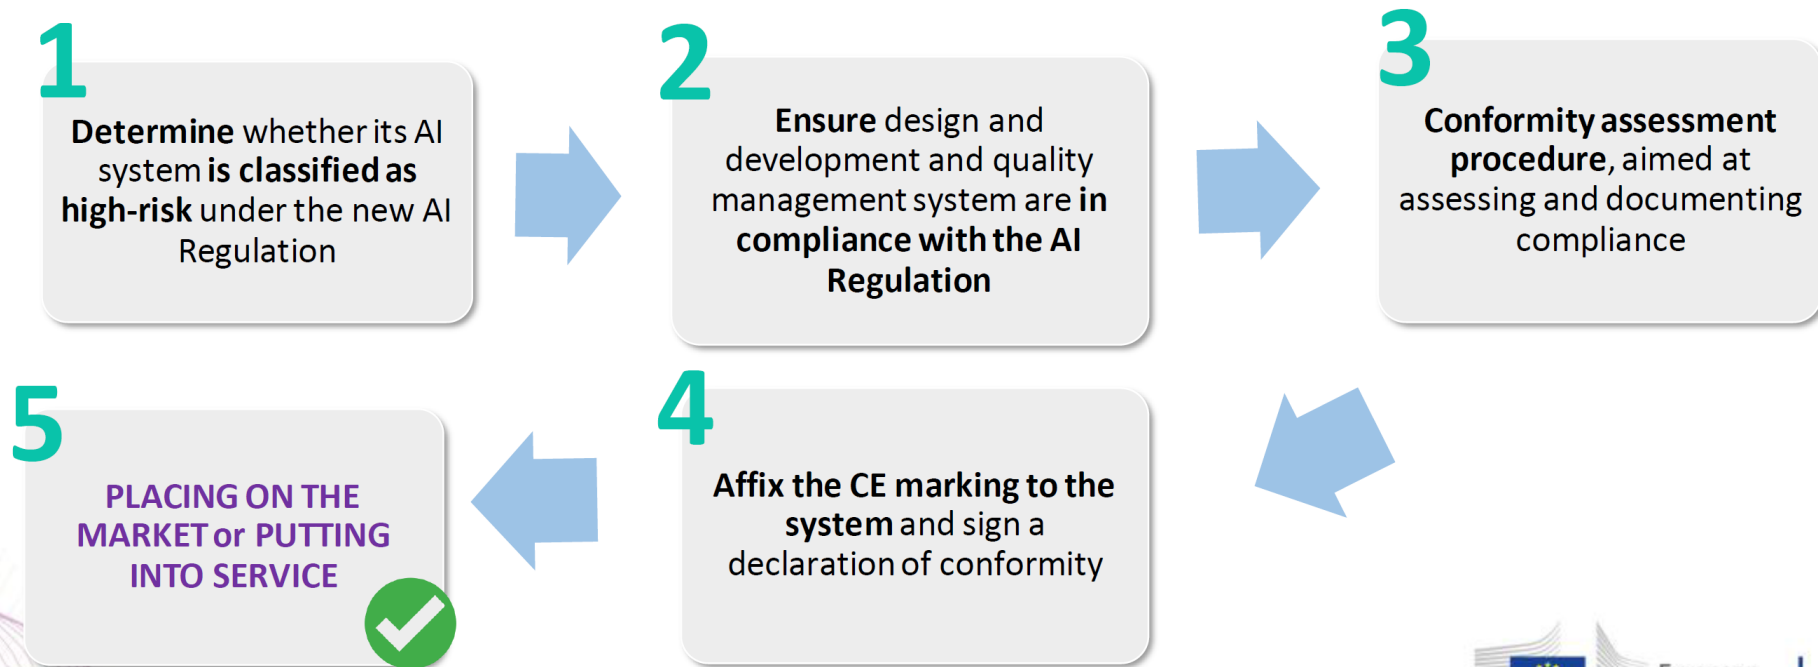 1
Determine whether its AI
system is classified as
high-risk under the new AI
Regulation
2
Ensure design and
development and quality
management system are in
compliance with the AI
Regulation
3
Conformity assessment
procedure, aimed at
assessing and documenting
compliance
4
Affix the CE marking to the
system and sign a
declaration of conformity
5
PLACING ON THE
MARKET or PUTTING
INTO SERVICE